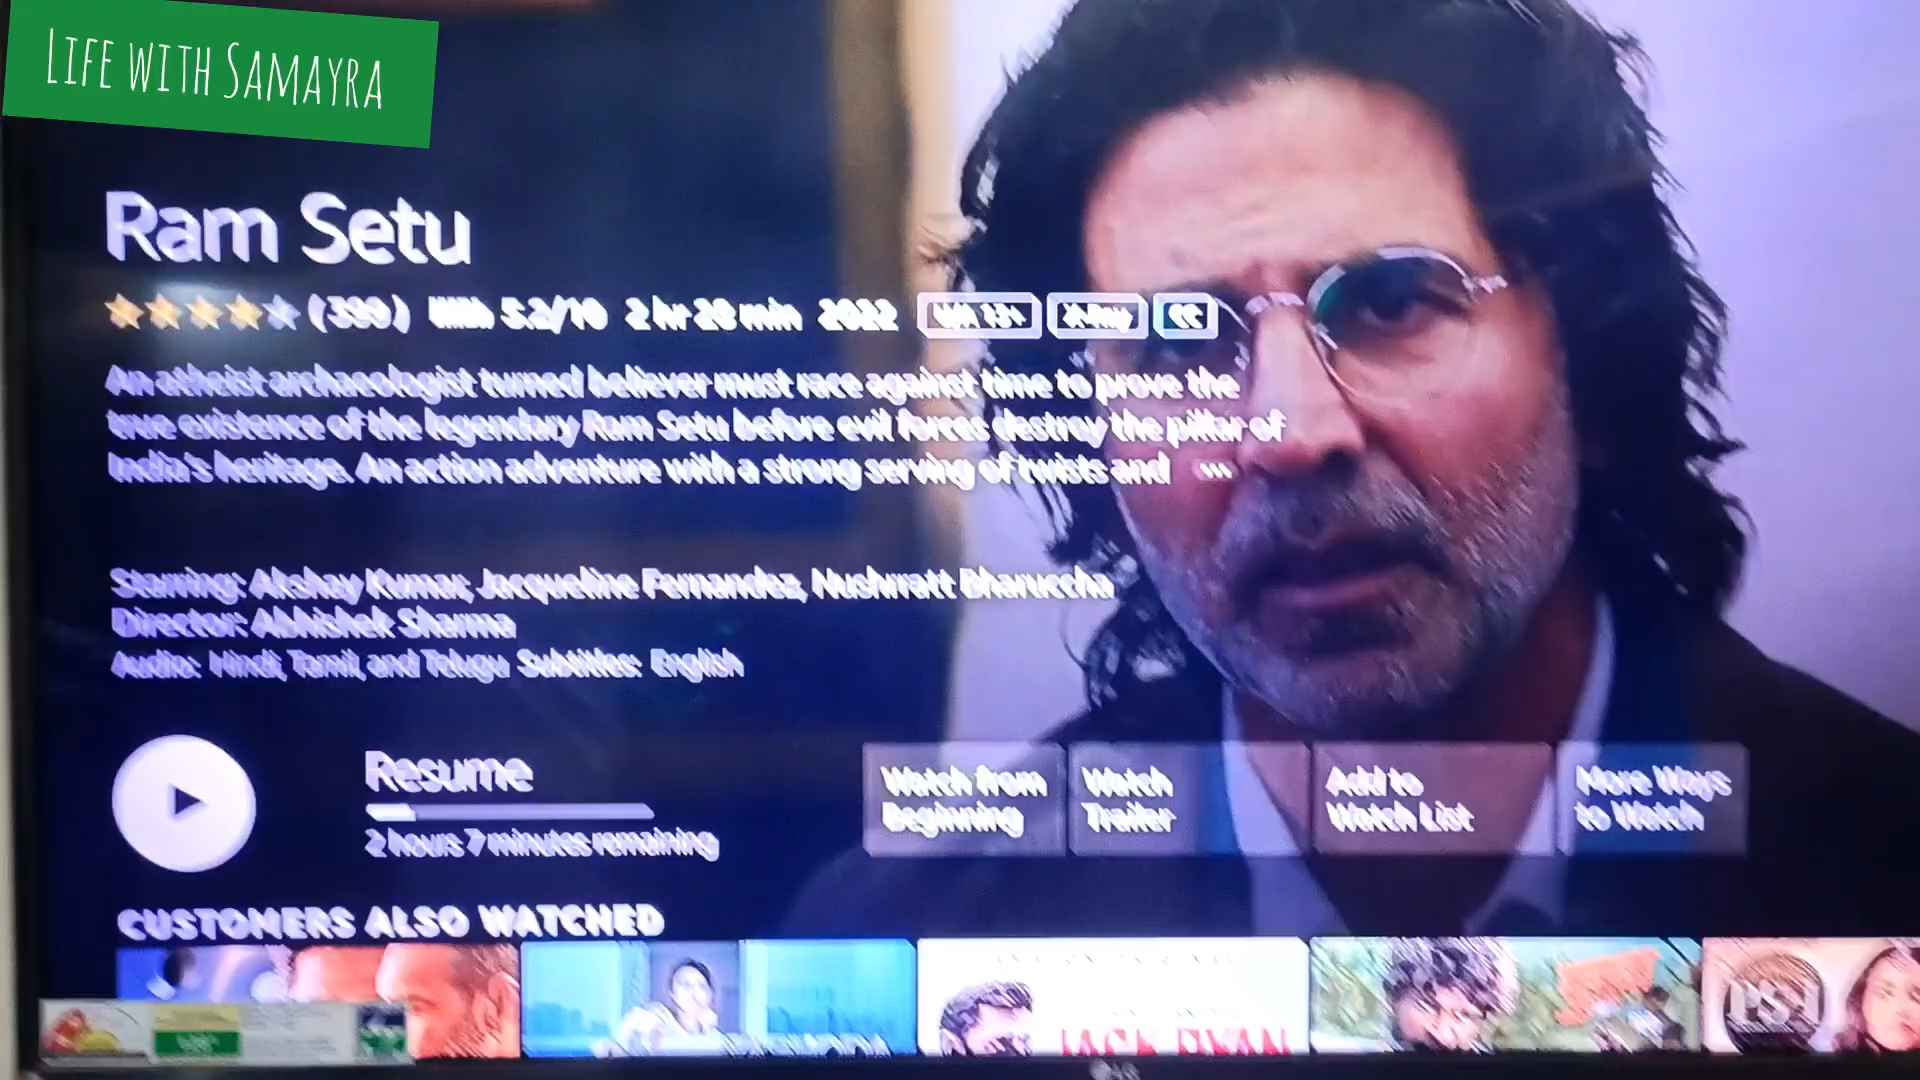 LIFE WITH SAMAYRA
Ram Setu
(399) IMDb 5.2/10 2 hr 23 min 2022 U/A 13+ X-Ray CC
An atheist archaeologist turned believer must race against time to prove the
true existence of the legendary Ram Setu before evil forces destroy the pillar of
India's heritage. An action adventure with a strong serving of twists and ...
Starring: Akshay Kumar, Jacqueline Fernandez, Nushrratt Bharuccha
Director: Abhishek Sharma
Audio: Hindi, Tamil, and Telugu Subtitles: English
Resume
2 hours 7 minutes remaining
Watch from
Beginning
Watch
Trailer
Add to
Watch List
More Ways
to Watch
CUSTOMERS ALSO WATCHED
JACK RYAN